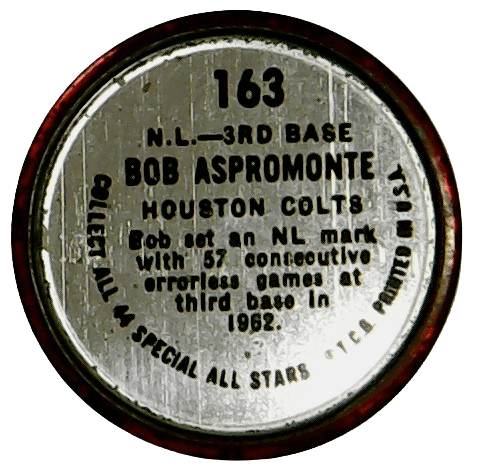 163
N.L.—3RD BASE
BOB ASPROMONTE
HOUSTON COLTS
Bob set an NL mark
with 57 consecutive
errorless games at
third base in
1962.
COLLECT ALL 44 SPECIAL ALL STARS
© T.C.G. PRINTED IN U.S.A.